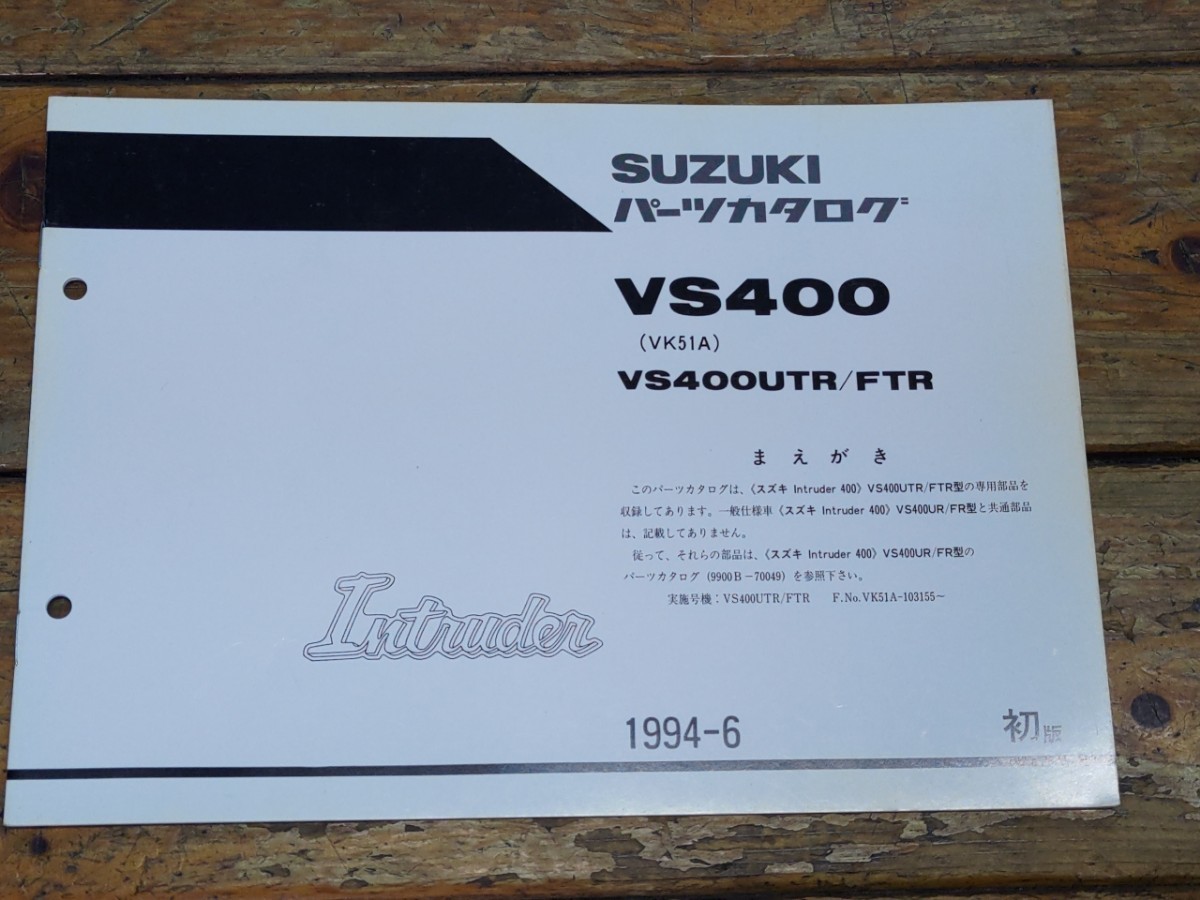 SUZUKI
パーツカタログ
VS400
(VK51A)
VS400UTR/FTR
まえがき
このパーツカタログは、〈スズキ Intruder 400〉VS400UTR/FTR型の専用部品を
収録してあります。一般仕様車〈スズキ Intruder 400〉VS400UR/FR型と共通部品
は、記載してありません。
従って、それらの部品は、〈スズキ Intruder 400〉VS400UR/FR型の
パーツカタログ(9900B-70049)を参照下さい。
実施号機:VS400UTR/FTR F.No.VK51A-103155~
Intruder
1994-6
初版